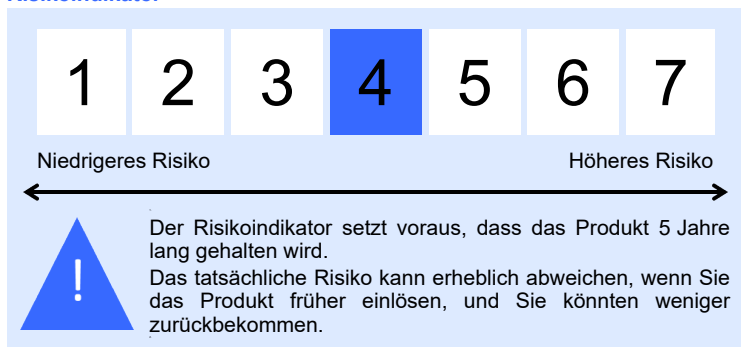 Risikoindikator
1 2 3 4 5 6 7
Niedrigeres Risiko Höheres Risiko
!
Der Risikoindikator setzt voraus, dass das Produkt 5 Jahre
lang gehalten wird.
Das tatsächliche Risiko kann erheblich abweichen, wenn Sie
das Produkt früher einlösen, und Sie könnten weniger
zurückbekommen.